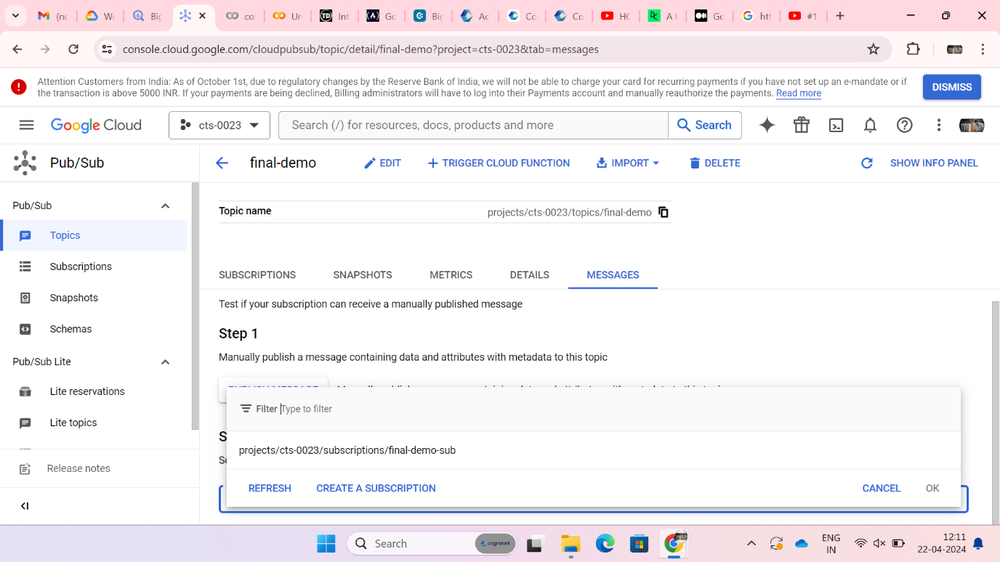 (no
We
Big
co
Un
TD
Int
Go
Big
Ac
Co
Co
HO
A
Go
htt
#1
console.cloud.google.com/cloudpubsub/topic/detail/final-demo?project=cts-0023&tab=messages
Attention Customers from India: As of October 1st, due to regulatory changes by the Reserve Bank of India, we will not be able to charge your card for recurring payments if you have not set up an e-mandate or if
the transaction is above 5000 INR. If your payments are being declined, Billing administrators will have to log into their Payments account and manually reauthorize the payments. Read more
DISMISS
Google Cloud
cts-0023
Search (/) for resources, docs, products and more
Search
Pub/Sub
final-demo
EDIT
TRIGGER CLOUD FUNCTION
IMPORT
DELETE
SHOW INFO PANEL
Pub/Sub
Topics
Subscriptions
Snapshots
Schemas
Pub/Sub Lite
Lite reservations
Lite topics
Release notes
Topic name
projects/cts-0023/topics/final-demo
SUBSCRIPTIONS
SNAPSHOTS
METRICS
DETAILS
MESSAGES
Test if your subscription can receive a manually published message
Step 1
Manually publish a message containing data and attributes with metadata to this topic
Filter Type to filter
projects/cts-0023/subscriptions/final-demo-sub
REFRESH
CREATE A SUBSCRIPTION
CANCEL
OK
Search
cognizant
ENG
IN
12:11
22-04-2024